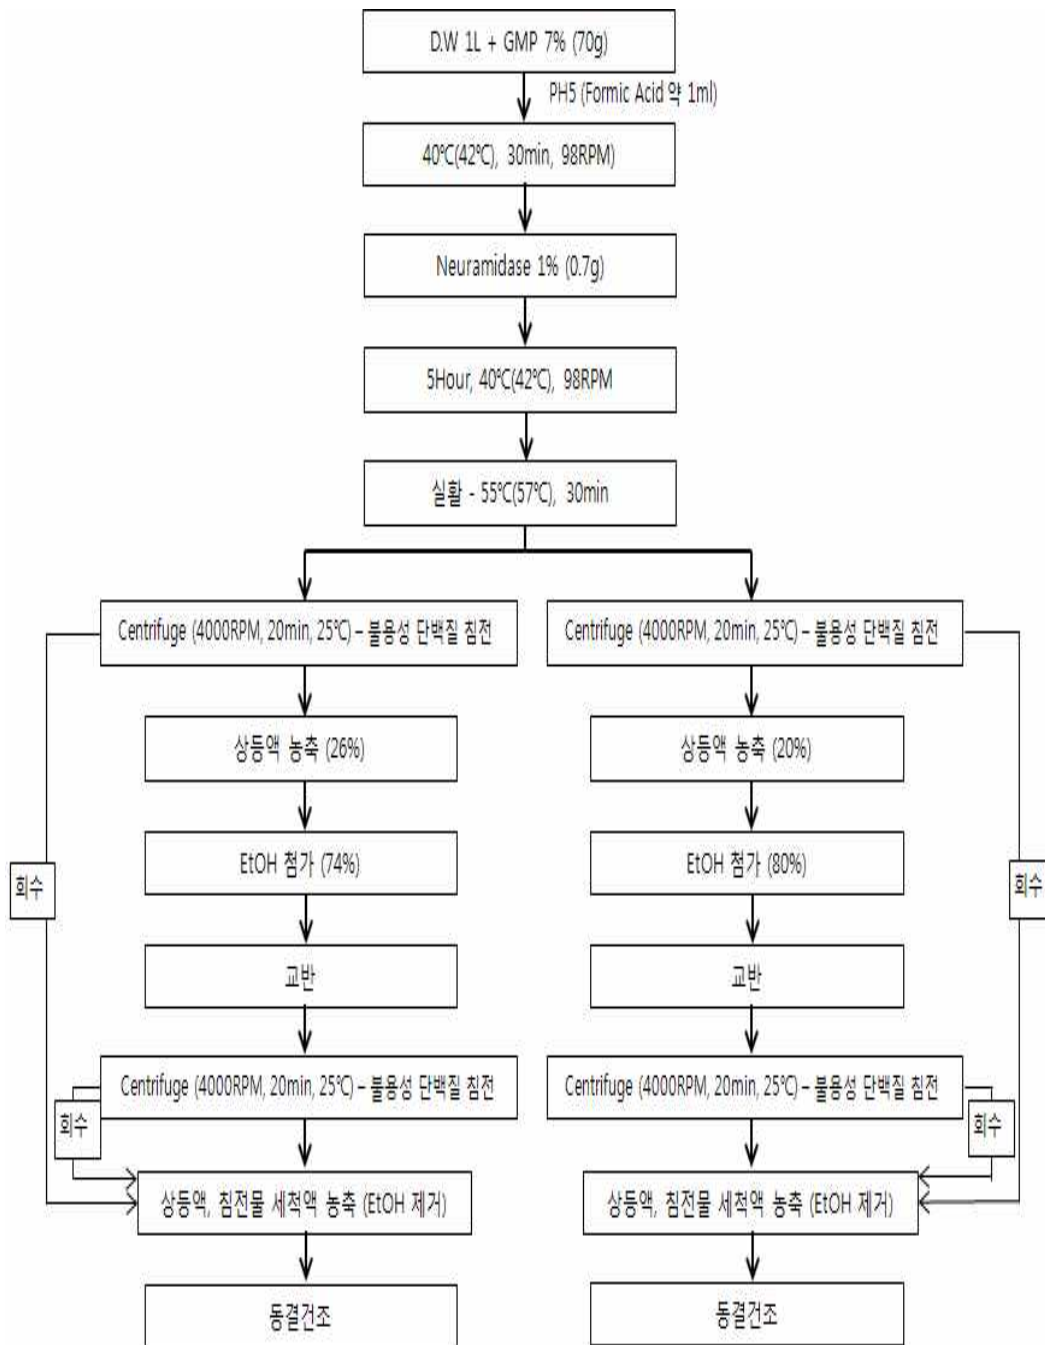 D.W 1L + GMP 7% (70g)
PH5 (Formic Acid 약 1ml)
40℃(42℃), 30min, 98RPM)
Neuramidase 1% (0.7g)
5Hour, 40℃(42℃), 98RPM
실활 - 55℃(57℃), 30min
Centrifuge (4000RPM, 20min, 25℃) – 불용성 단백질 침전
Centrifuge (4000RPM, 20min, 25℃) – 불용성 단백질 침전
상등액 농축 (26%)
상등액 농축 (20%)
EtOH 첨가 (74%)
EtOH 첨가 (80%)
회수
회수
교반
교반
Centrifuge (4000RPM, 20min, 25℃) – 불용성 단백질 침전
Centrifuge (4000RPM, 20min, 25℃) – 불용성 단백질 침전
회수
회수
상등액, 침전물 세척액 농축 (EtOH 제거)
상등액, 침전물 세척액 농축 (EtOH 제거)
동결건조
동결건조